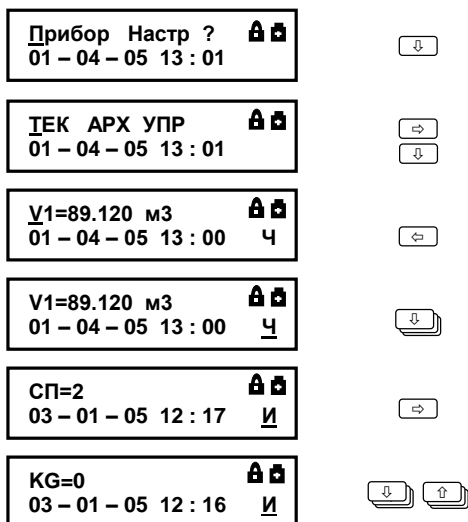 Прибор Настр ?
01 – 04 – 05 13 : 01
ТЕК АРХ УПР
01 – 04 – 05 13 : 01
V1=89.120 м3
01 – 04 – 05 13 : 00 Ч
V1=89.120 м3
01 – 04 – 05 13 : 00 Ч
СП=2
03 – 01 – 05 12 : 17 И
KG=0
03 – 01 – 05 12 : 16 И